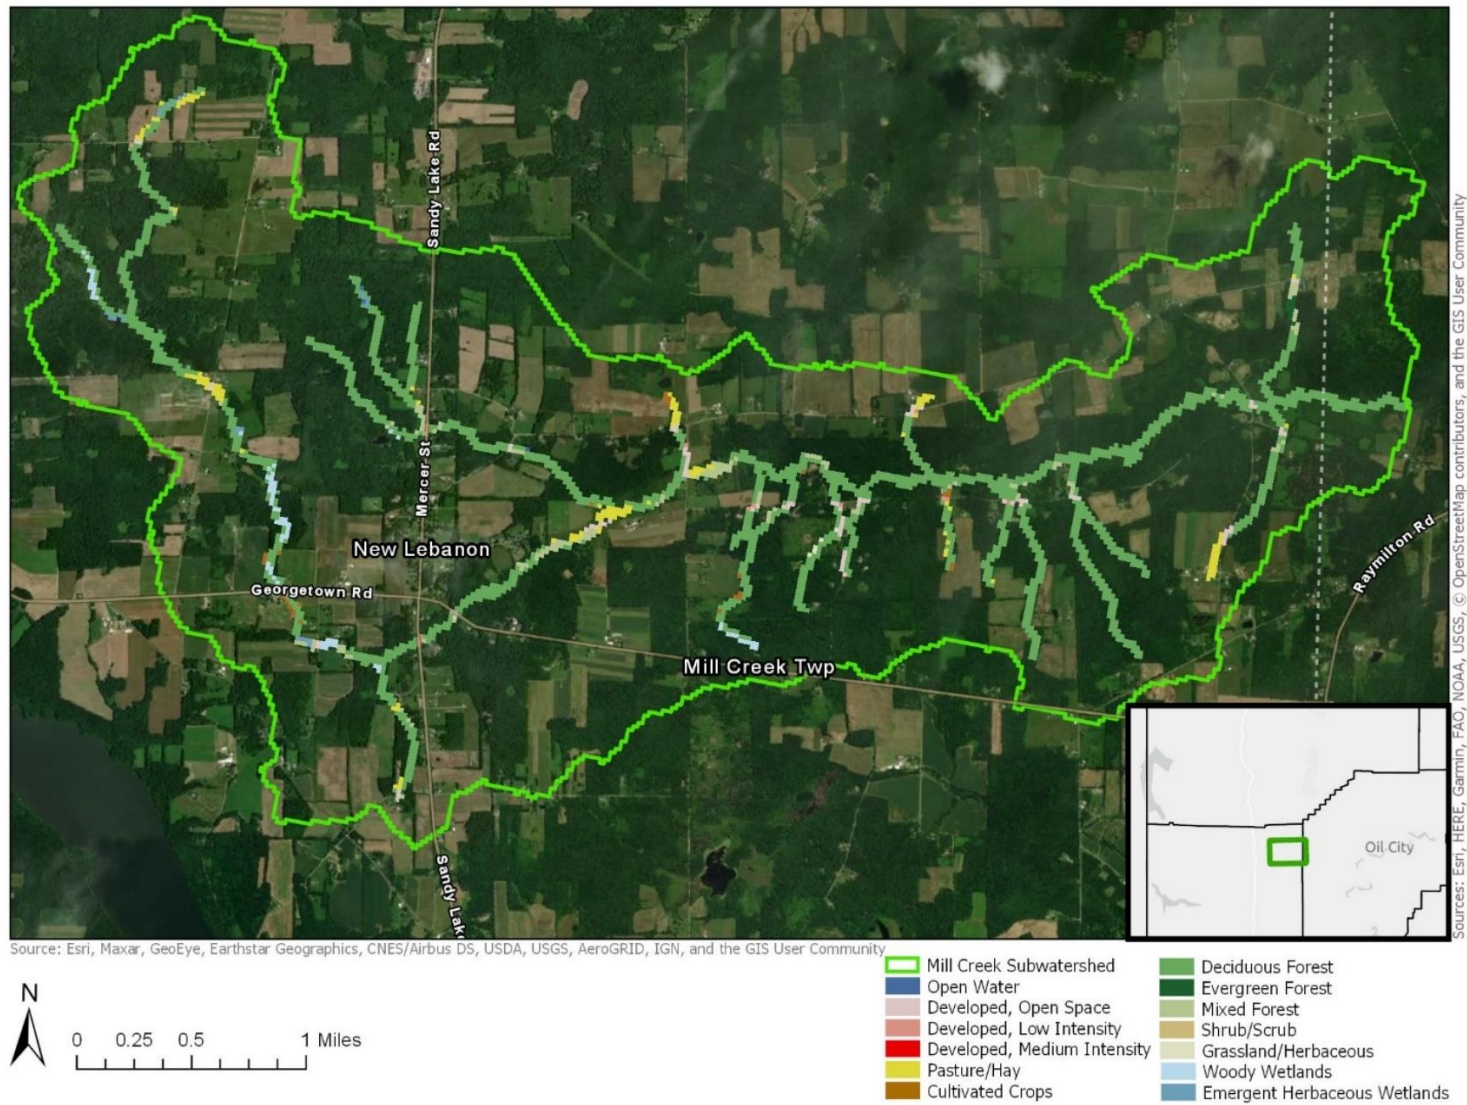 Sandy Lake Rd
Mercer St
New Lebanon
Georgetown Rd
Mill Creek Twp
Raymilton Rd
Sandy Lake
Oil City
Sources: Esri, HERE, Garmin, FAO, NOAA, USGS, © OpenStreetMap contributors, and the GIS User Community
Source: Esri, Maxar, GeoEye, Earthstar Geographics, CNES/Airbus DS, USDA, USGS, AeroGRID, IGN, and the GIS User Community
N
0 0.25 0.5 1 Miles
Mill Creek Subwatershed
Open Water
Developed, Open Space
Developed, Low Intensity
Developed, Medium Intensity
Pasture/Hay
Cultivated Crops
Deciduous Forest
Evergreen Forest
Mixed Forest
Shrub/Scrub
Grassland/Herbaceous
Woody Wetlands
Emergent Herbaceous Wetlands